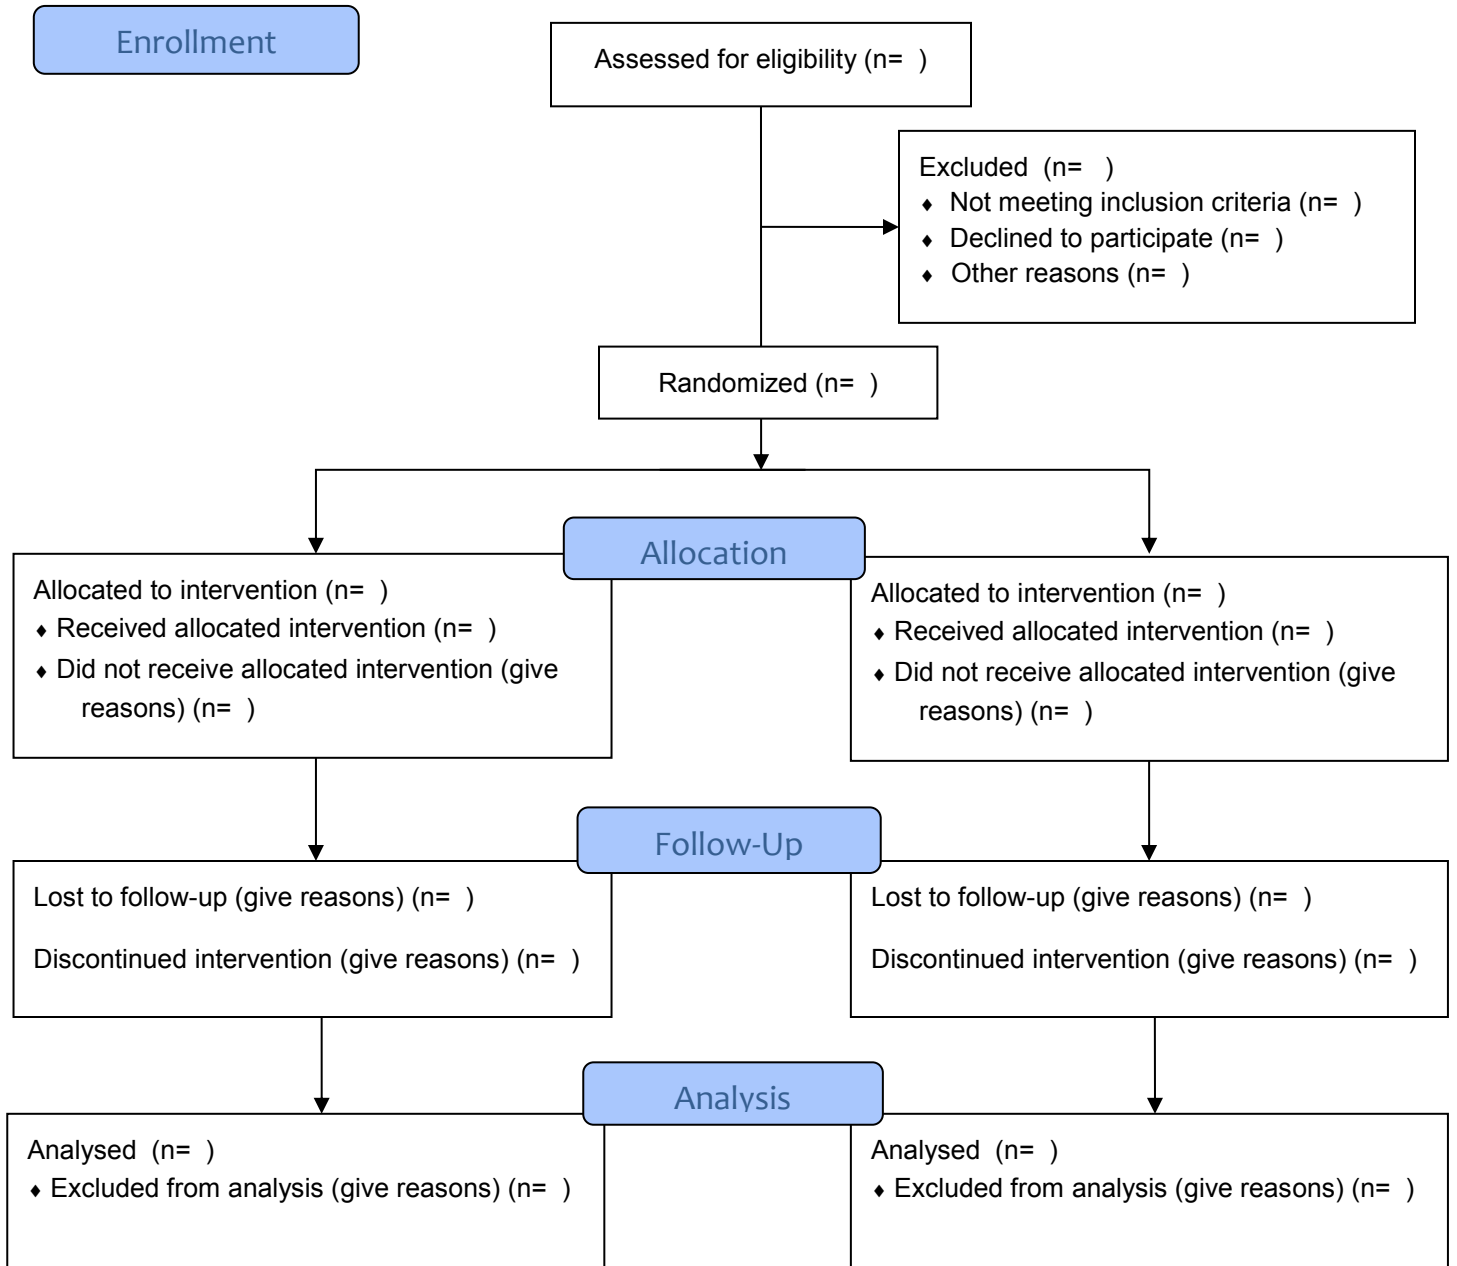 Enrollment
Assessed for eligibility (n=  )
Excluded  (n=   )
♦ Not meeting inclusion criteria (n=  )
♦ Declined to participate (n=  )
♦ Other reasons (n=  )
Randomized (n=  )
Allocation
Allocated to intervention (n=  )
♦ Received allocated intervention (n=  )
♦ Did not receive allocated intervention (give
reasons) (n=  )
Allocated to intervention (n=  )
♦ Received allocated intervention (n=  )
♦ Did not receive allocated intervention (give
reasons) (n=  )
Follow-Up
Lost to follow-up (give reasons) (n=  )
Discontinued intervention (give reasons) (n=  )
Lost to follow-up (give reasons) (n=  )
Discontinued intervention (give reasons) (n=  )
Analysis
Analysed  (n=  )
♦ Excluded from analysis (give reasons) (n=  )
Analysed  (n=  )
♦ Excluded from analysis (give reasons) (n=  )